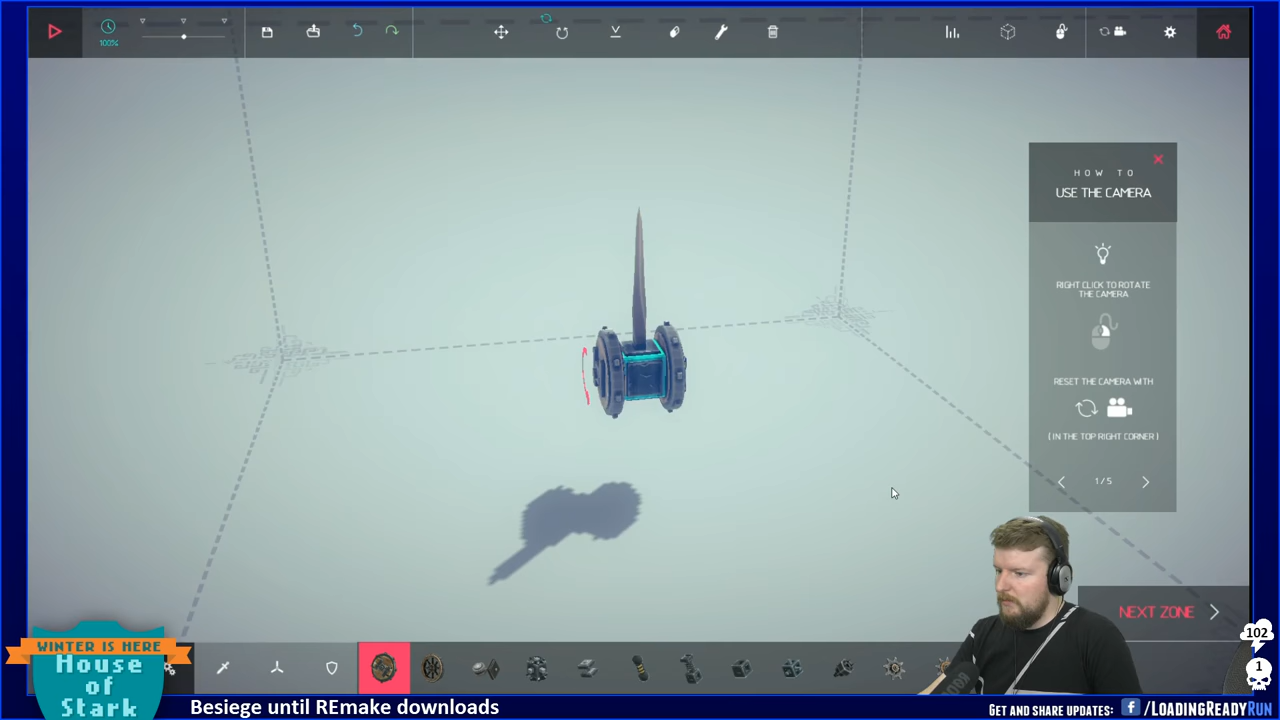 100%
HOW TO
USE THE CAMERA
RIGHT CLICK TO ROTATE
THE CAMERA
RESET THE CAMERA WITH
( IN THE TOP RIGHT CORNER )
1/5
NEXT ZONE
102
1
WINTER IS HERE
House
of
Stark
Besiege until REmake downloads
GET AND SHARE UPDATES: f /LOADINGREADYRUN